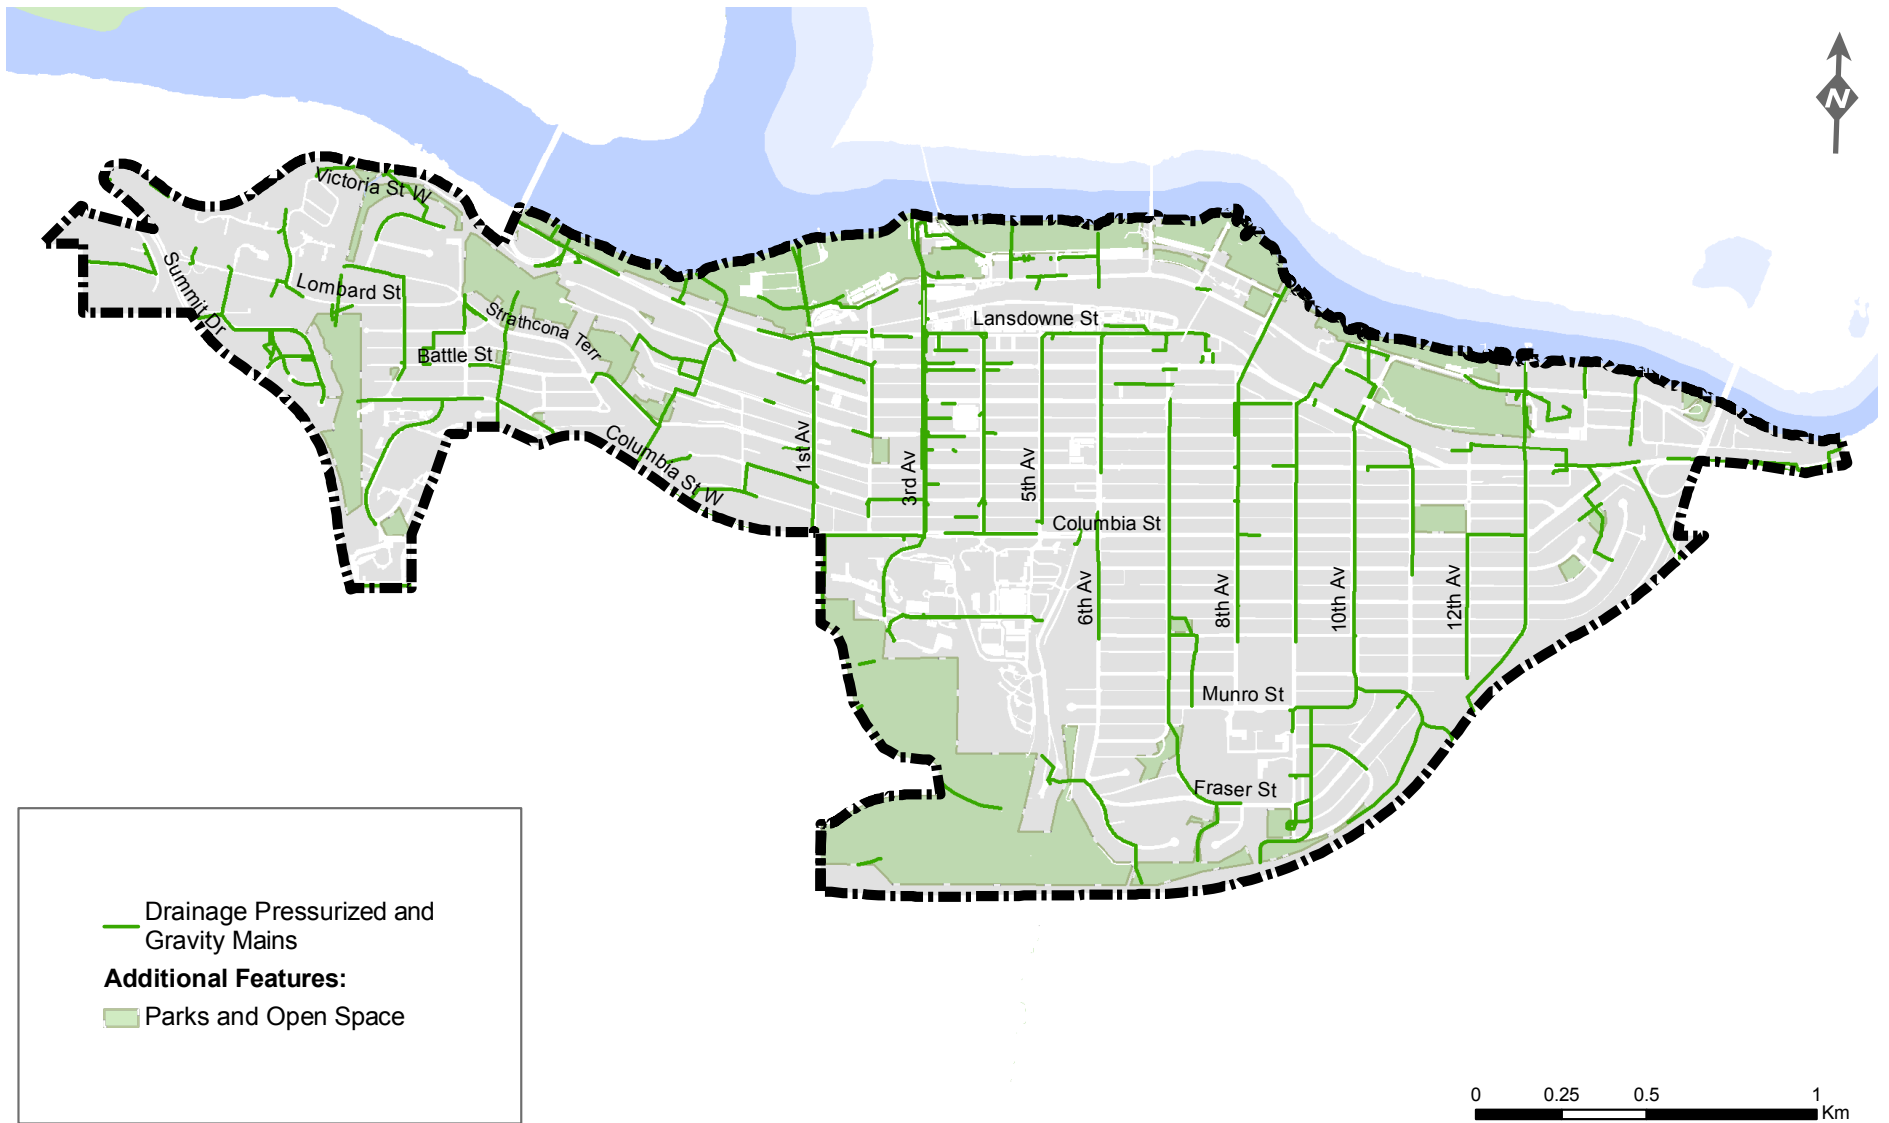 N
Victoria St W
Summit Dr
Lombard St
Strathcona Terr
Battle St
Lansdowne St
Columbia St W
1st Av
3rd Av
5th Av
Columbia St
6th Av
8th Av
10th Av
12th Av
Munro St
Fraser St
Drainage Pressurized and
Gravity Mains
Additional Features:
Parks and Open Space
0 0.25 0.5 1
Km